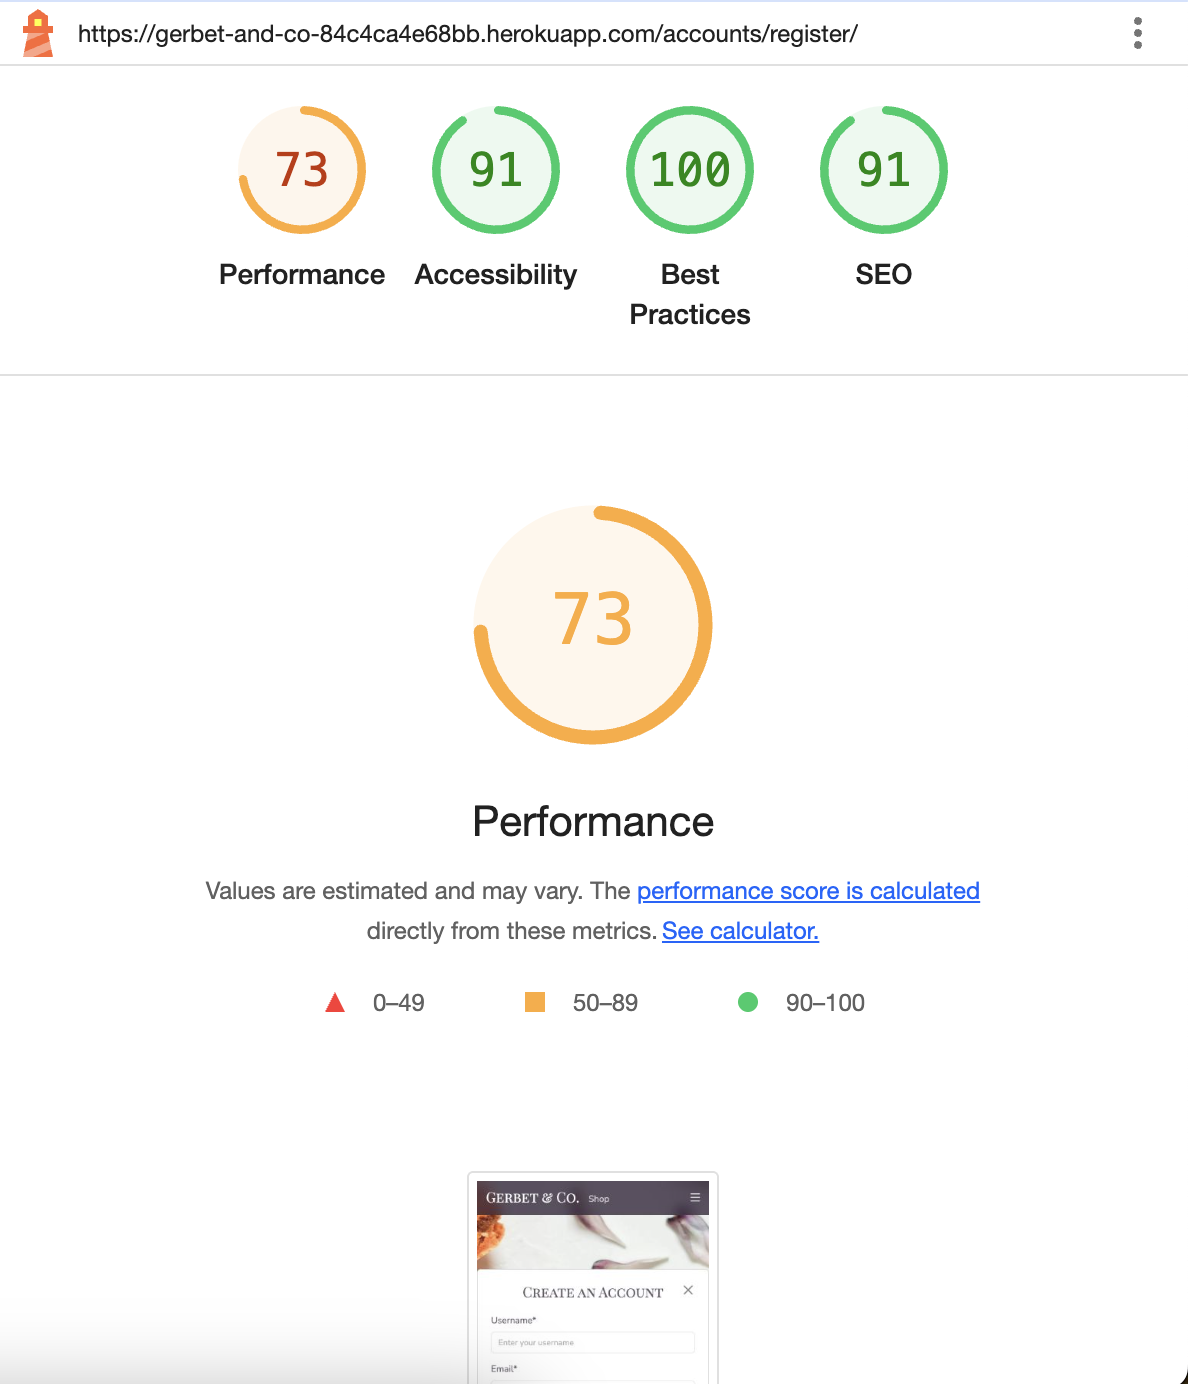 https://gerbet-and-co-84c4ca4e68bb.herokuapp.com/accounts/register/
73
91
100
91
Performance
Accessibility
Best
Practices
SEO
73
Performance
Values are estimated and may vary. The performance score is calculated
directly from these metrics. See calculator.
0–49
50–89
90–100
GERBET & CO. Shop
CREATE AN ACCOUNT
Username*
Enter your username
Email*